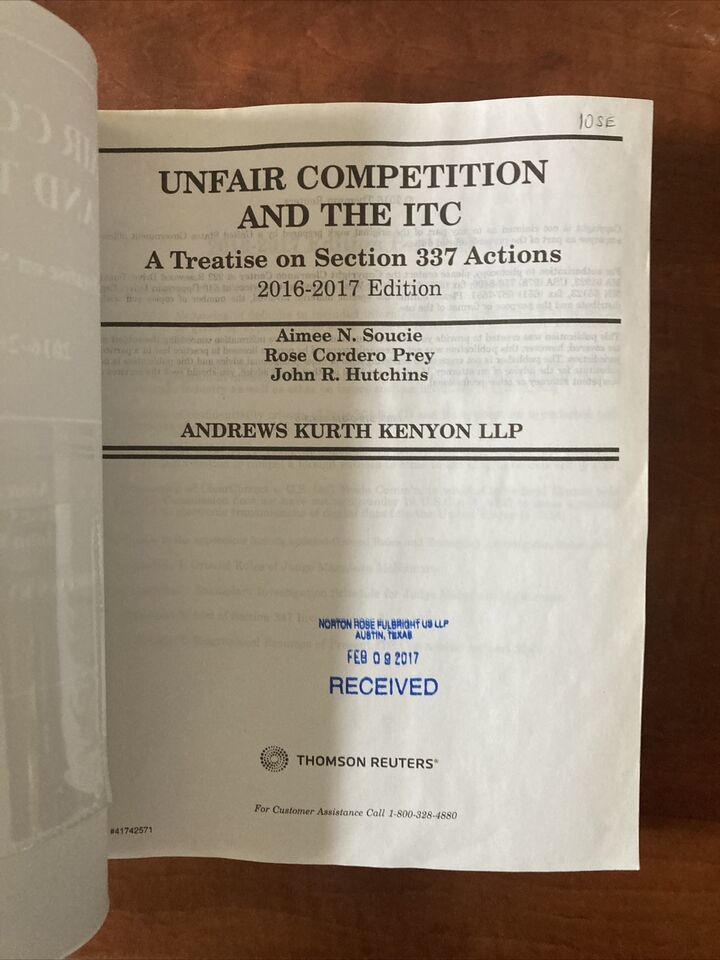 10SE
UNFAIR COMPETITION
AND THE ITC
A Treatise on Section 337 Actions
2016-2017 Edition
Aimee N. Soucie
Rose Cordero Prey
John R. Hutchins
ANDREWS KURTH KENYON LLP
NORTON ROSE FULBRIGHT US LLP
AUSTIN, TEXAS
FEB 09 2017
RECEIVED
THOMSON REUTERS®
For Customer Assistance Call 1-800-328-4880
#41742571